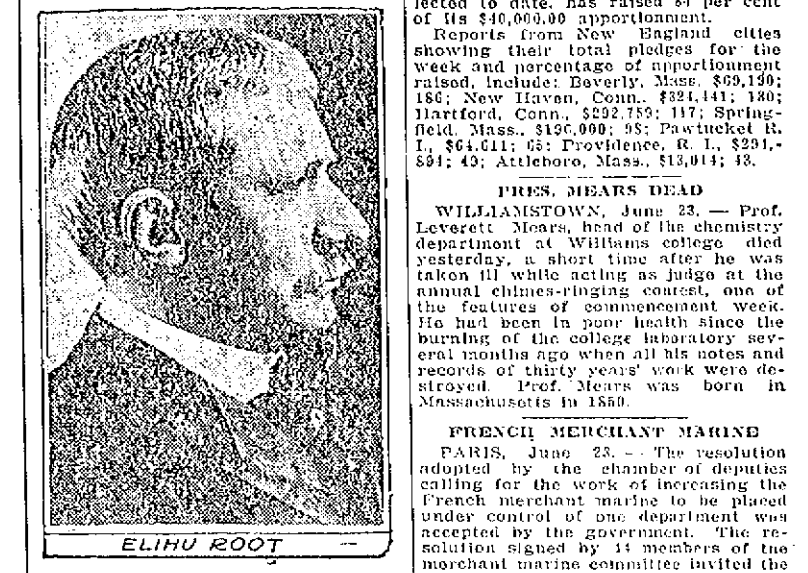 ELIHU ROOT
lected to date, has raised 84 per cent
of its $40,000.00 apportionment.
Reports from New England cities
showing their total pledges for the
week and percentage of apportionment
raised, include: Beverly, Mass. $69,190;
186; New Haven, Conn., $324,441; 130;
Hartford, Conn., $292,759; 117; Spring-
field, Mass., $196,000; 98; Pawtucket R.
I., $64,611; 65; Providence, R. I., $294,-
894; 49; Attleboro, Mass., $13,014; 43.
PRES. MEARS DEAD
WILLIAMSTOWN, June 23. — Prof.
Leverett Mears, head of the chemistry
department at Williams college died
yesterday, a short time after he was
taken ill while acting as judge at the
annual chimes-ringing contest, one of
the features of commencement week.
He had been in poor health since the
burning of the college laboratory sev-
eral months ago when all his notes and
records of thirty years' work were de-
stroyed. Prof. Mears was born in
Massachusetts in 1850.
FRENCH MERCHANT MARINE
PARIS, June 23. — The resolution
adopted by the chamber of deputies
calling for the work of increasing the
French merchant marine to be placed
under control of one department was
accepted by the government. The re-
solution signed by 14 members of the
merchant marine committee invited the